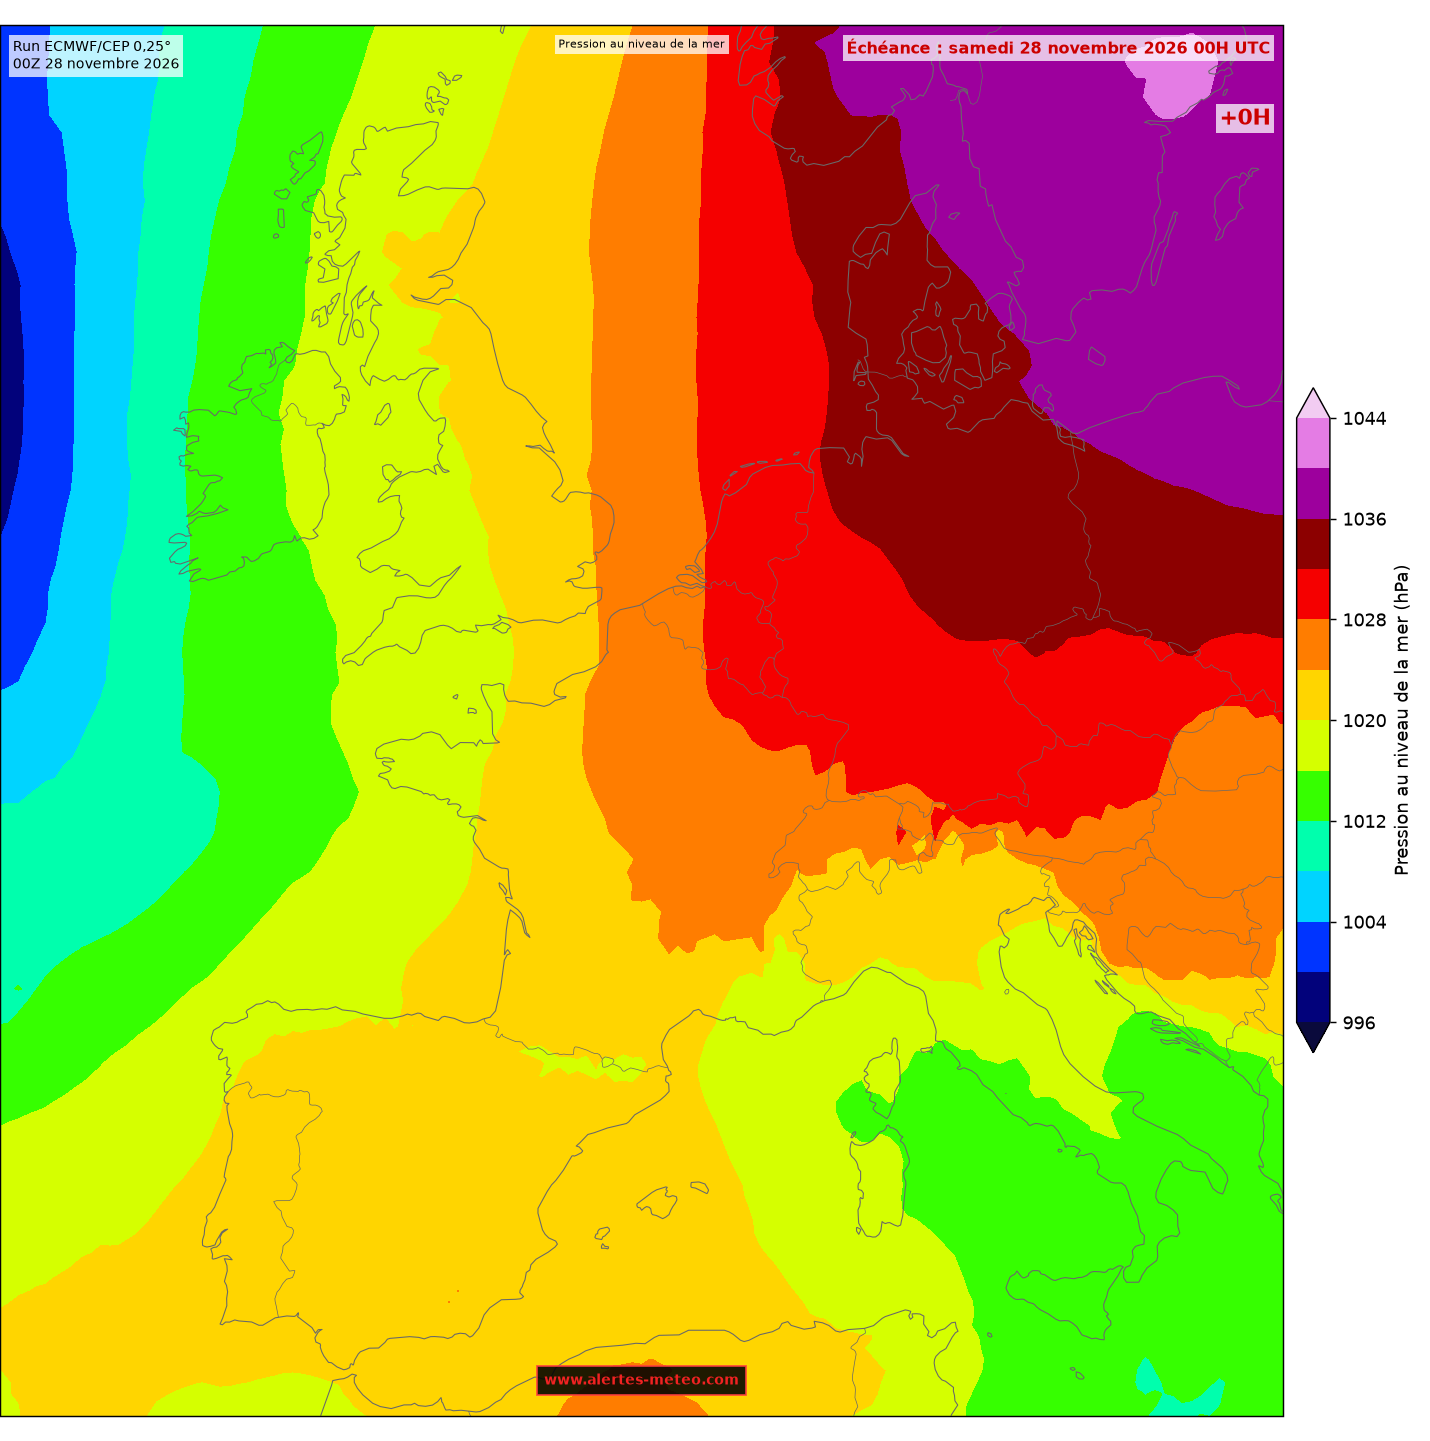 Run ECMWF/CEP 0,25°
00Z 28 novembre 2026
Pression au niveau de la mer
Échéance : samedi 28 novembre 2026 00H UTC
+0H
1044
1036
1028
1020
1012
1004
996
Pression au niveau de la mer (hPa)
www.alertes-meteo.com